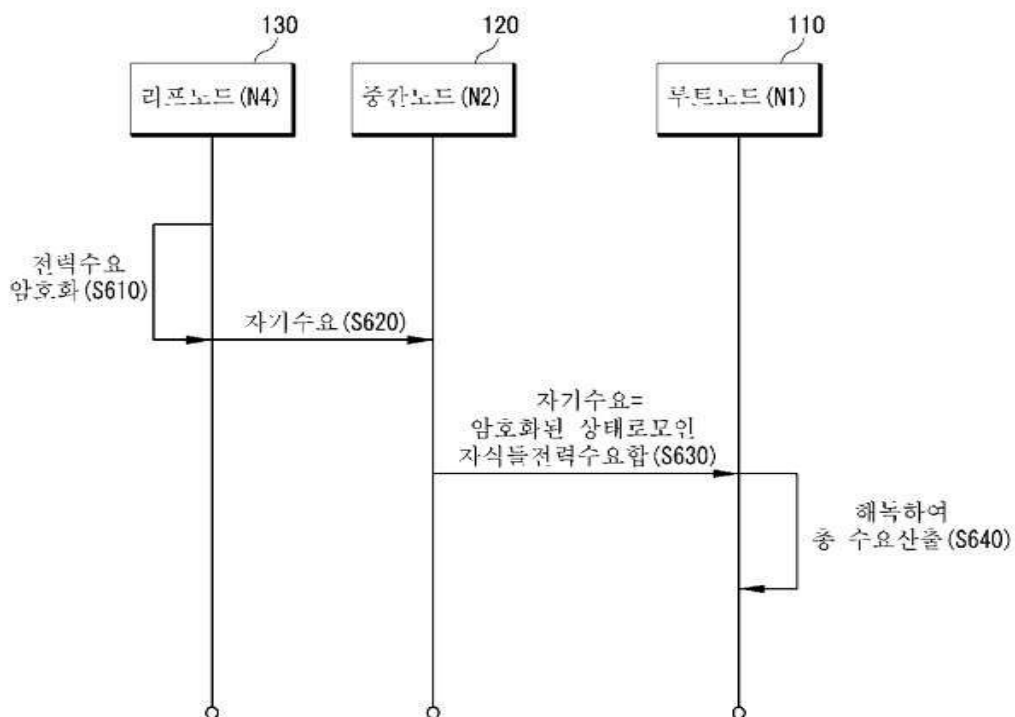 130
120
110
리프노드(N4)
중간노드(N2)
루트노드(N1)
전력수요
암호화(S610)
자기수요(S620)
자기수요=
암호화된 상태로모인
자식들전력수요합(S630)
해독하여
총 수요산출(S640)